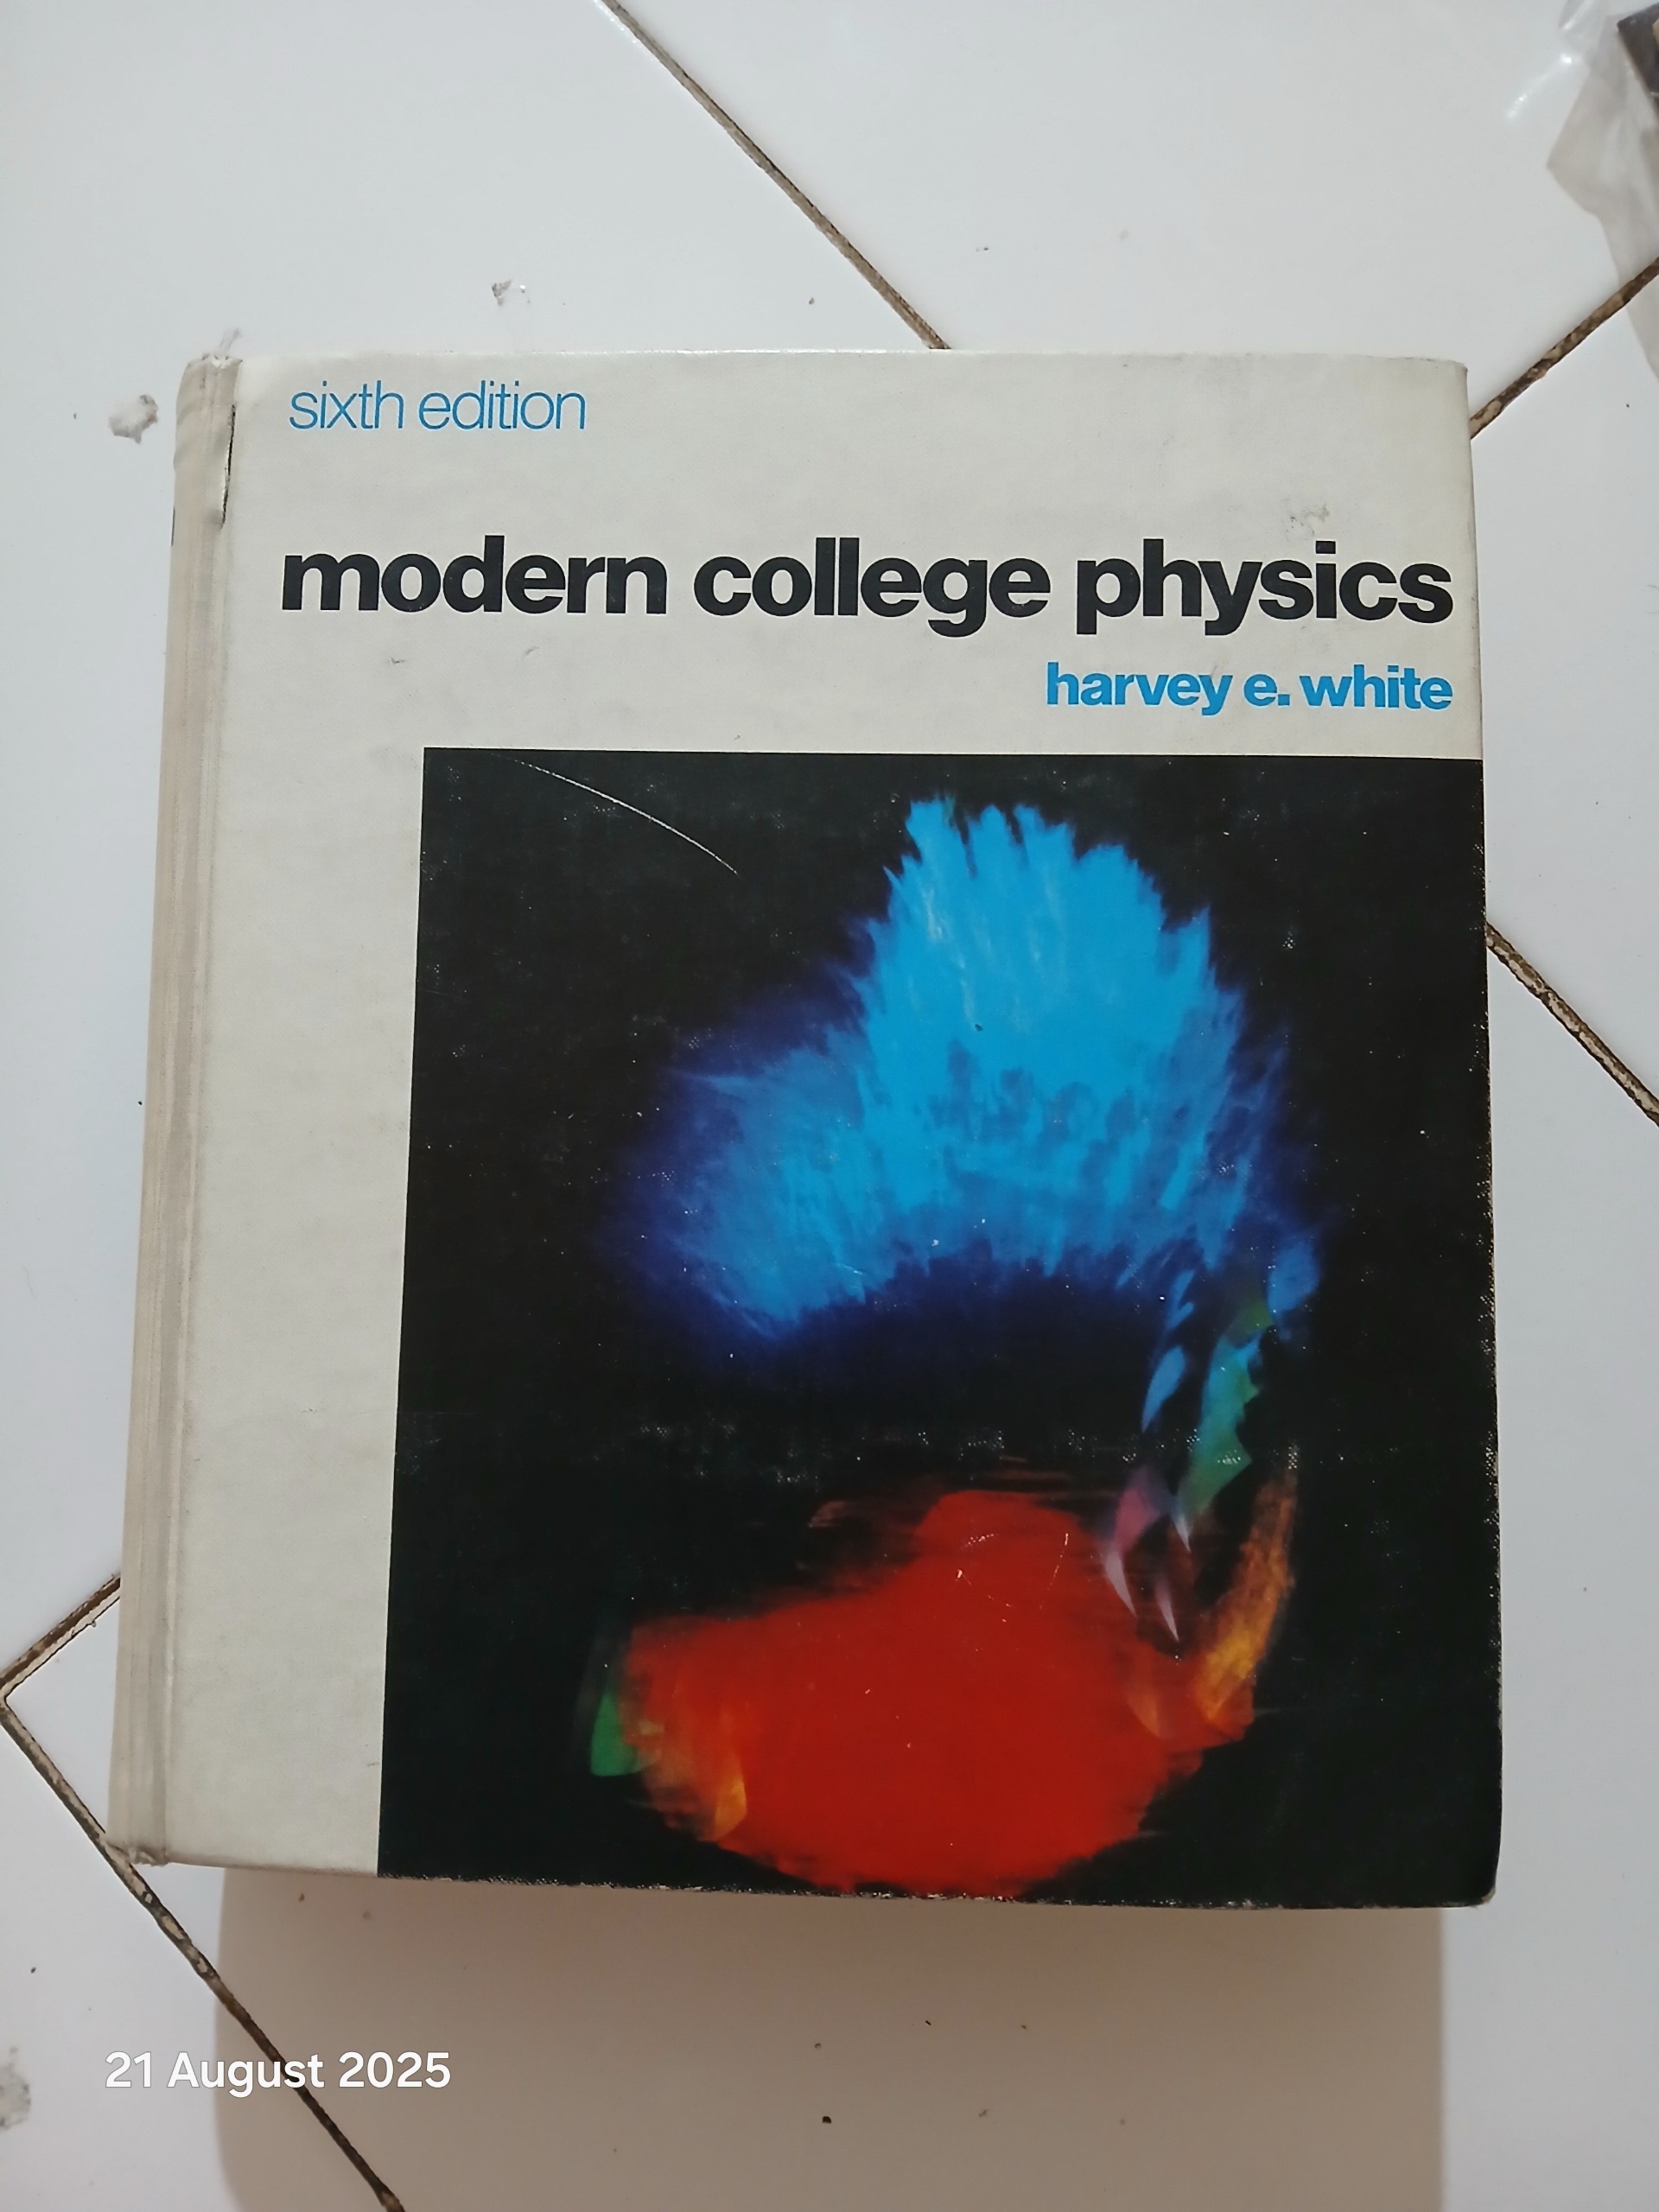 sixth edition
modern college physics
harvey e. white
21 August 2025